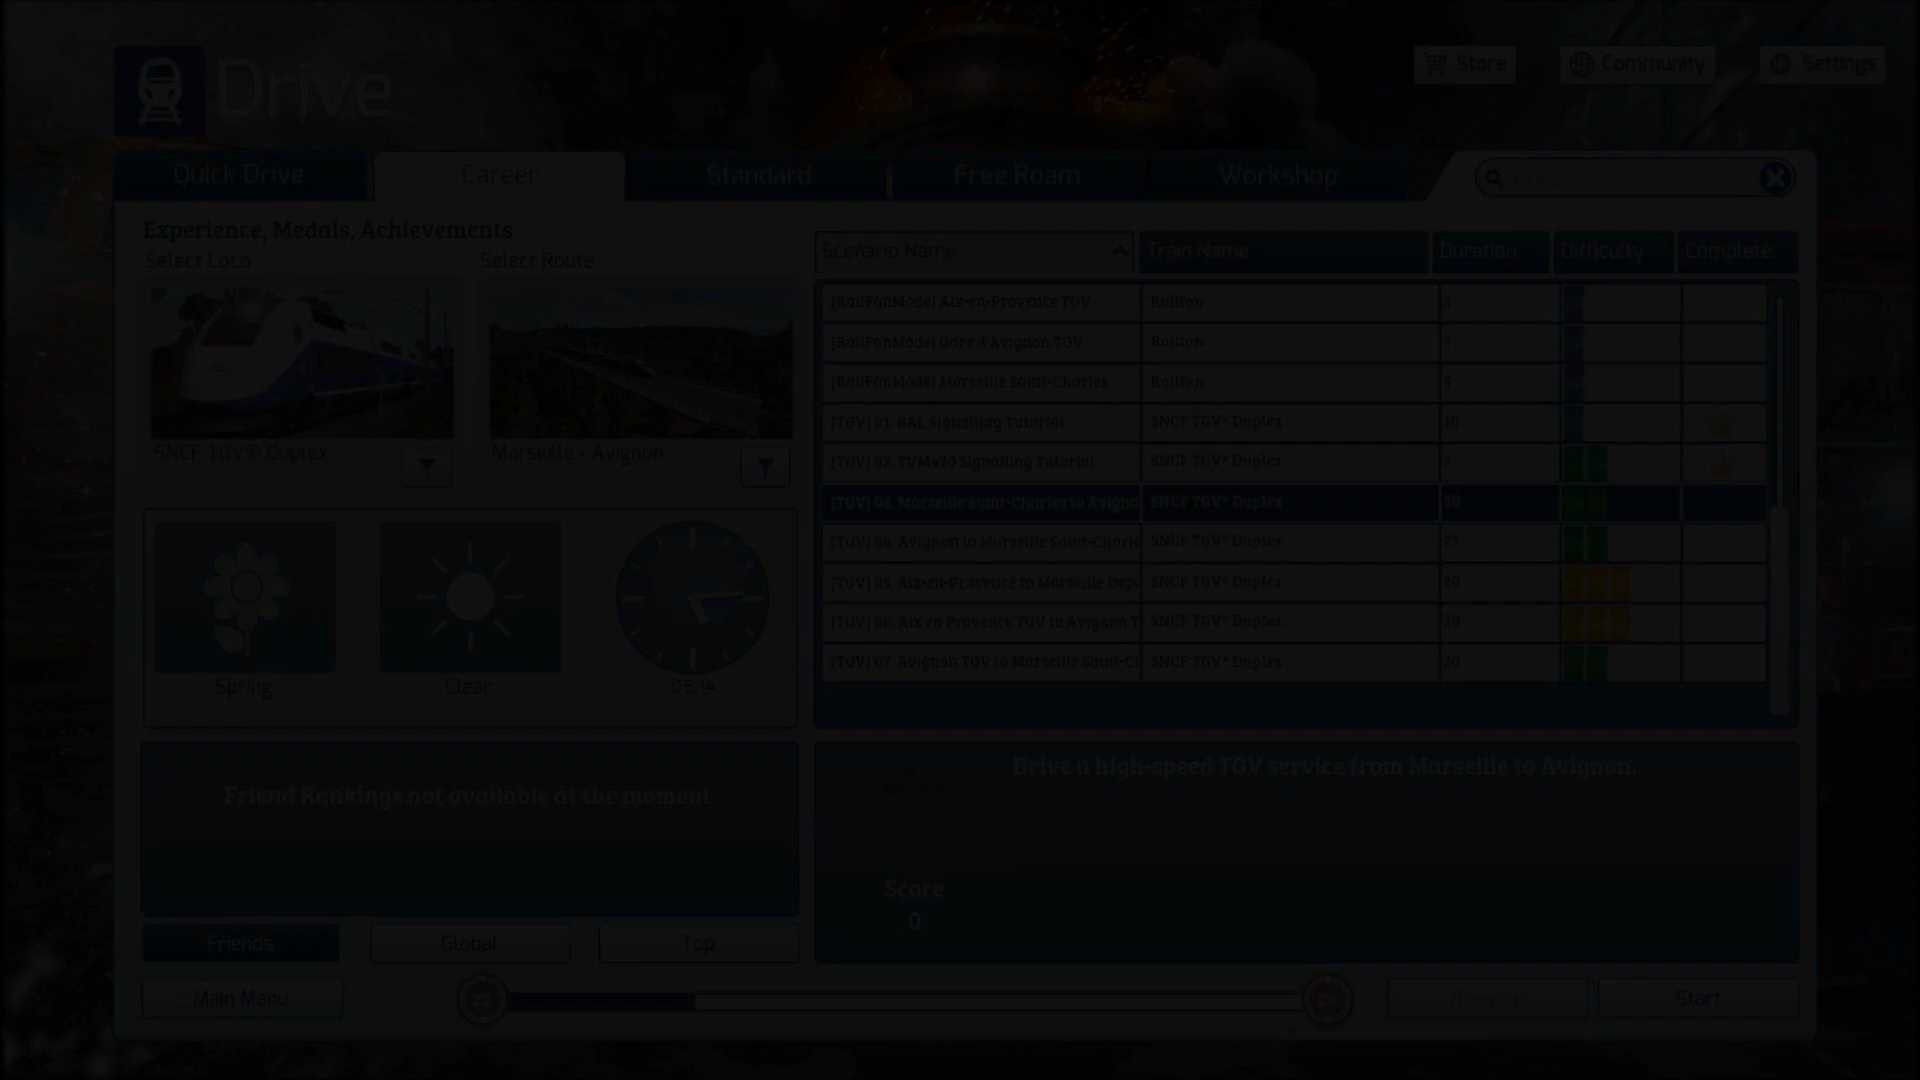 Drive
Store
Community
Settings
Quick Drive
Career
Standard
Free Roam
Workshop
Experience, Medals, Achievements
Select Loco
Select Route
SNCF TGV® Duplex
Marseille - Avignon
Spring
Clear
05:14
Scenario Name
Train Name
Duration
Difficulty
Complete
[RailFanMode] Aix-en-Provence TGV
Railfan
5
[RailFanMode] Gare d'Avignon TGV
Railfan
5
[RailFanMode] Marseille Saint-Charles
Railfan
5
[TGV] 01. BAL Signalling Tutorial
SNCF TGV® Duplex
10
[TGV] 02. TVM430 Signalling Tutorial
SNCF TGV® Duplex
5
[TGV] 03. Marseille Saint-Charles to Avigno
SNCF TGV® Duplex
30
[TGV] 04. Avignon to Marseille Saint-Charle
SNCF TGV® Duplex
25
[TGV] 05. Aix-en-Provence to Marseille Depo
SNCF TGV® Duplex
20
[TGV] 06. Aix en Provence TGV to Avignon T
SNCF TGV® Duplex
[TGV] 07. Avignon TGV to Marseille Saint-Ch
SNCF TGV® Duplex
30
Friend Rankings not available at the moment
Drive a high-speed TGV service from Marseille to Avignon.
Score
0
Friends
Global
Top
Main Menu
Resume
Start